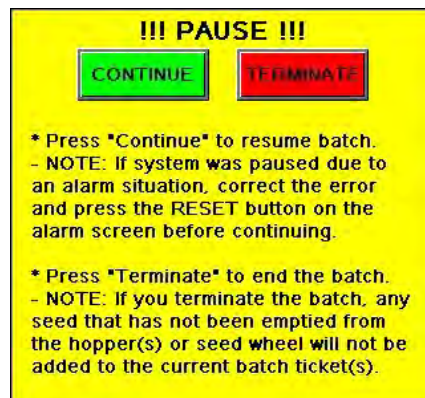 !!! PAUSE !!!
CONTINUE TERMINATE
* Press "Continue" to resume batch.
- NOTE: If system was paused due to
an alarm situation, correct the error
and press the RESET button on the
alarm screen before continuing.
* Press "Terminate" to end the batch.
- NOTE: If you terminate the batch, any
seed that has not been emptied from
the hopper(s) or seed wheel will not be
added to the current batch ticket(s).